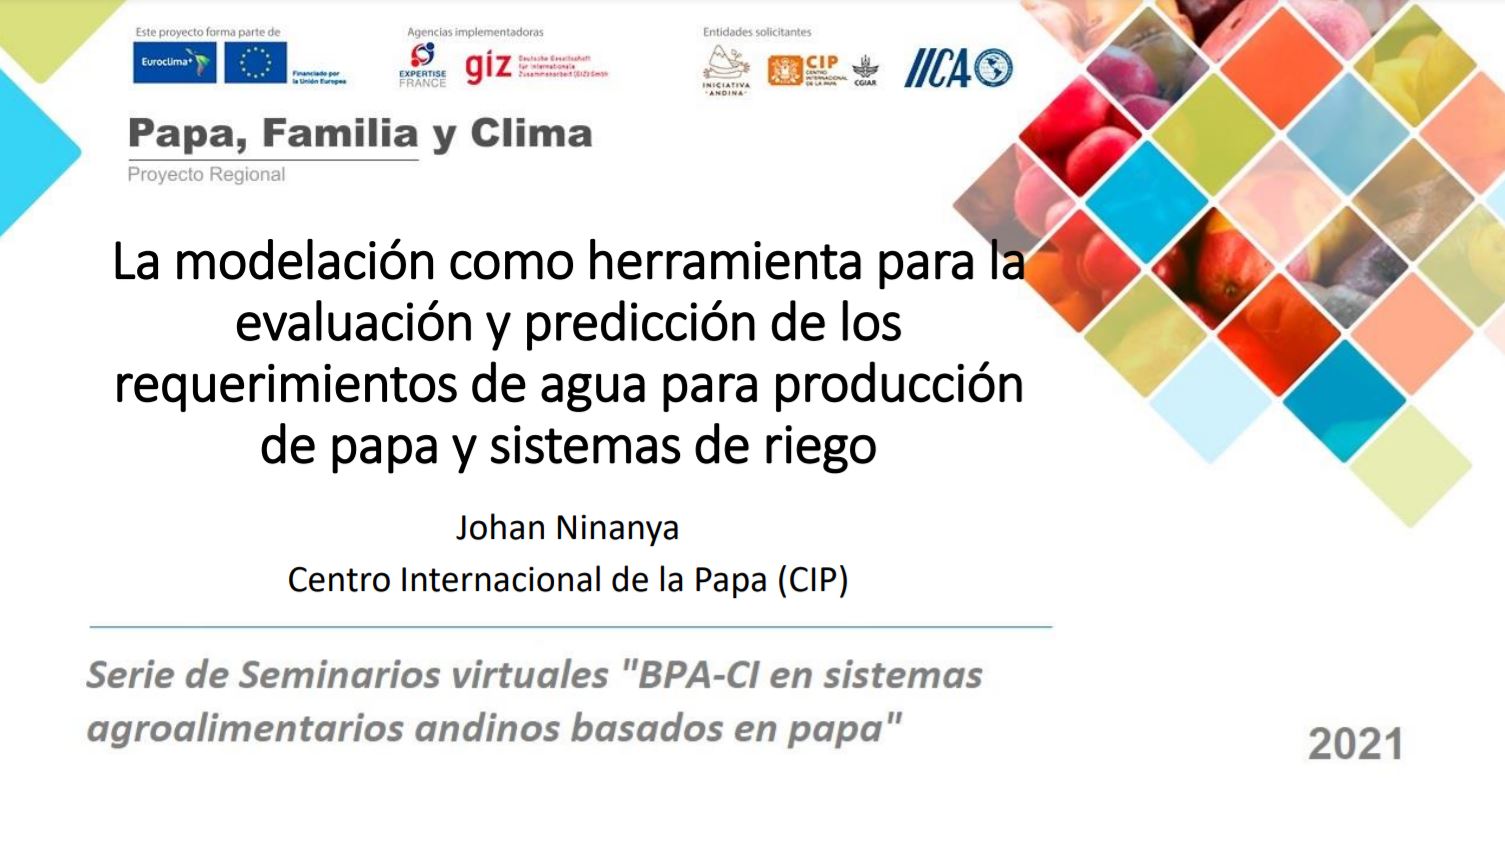 Este proyecto forma parte de
Agencias implementadoras
Entidades solicitantes
Euroclima+
Financiado por
la Unión Europea
EXPERTISE
FRANCE
giz
Deutsche Gesellschaft
für Internationale
Zusammenarbeit (GIZ) GmbH
INICIATIVA
·ANDINA·
CIP
CENTRO
INTERNACIONAL
DE LA PAPA
CGIAR
IICA
Papa, Familia y Clima
Proyecto Regional
La modelación como herramienta para la
evaluación y predicción de los
requerimientos de agua para producción
de papa y sistemas de riego
Johan Ninanya
Centro Internacional de la Papa (CIP)
Serie de Seminarios virtuales "BPA-CI en sistemas
agroalimentarios andinos basados en papa"
2021